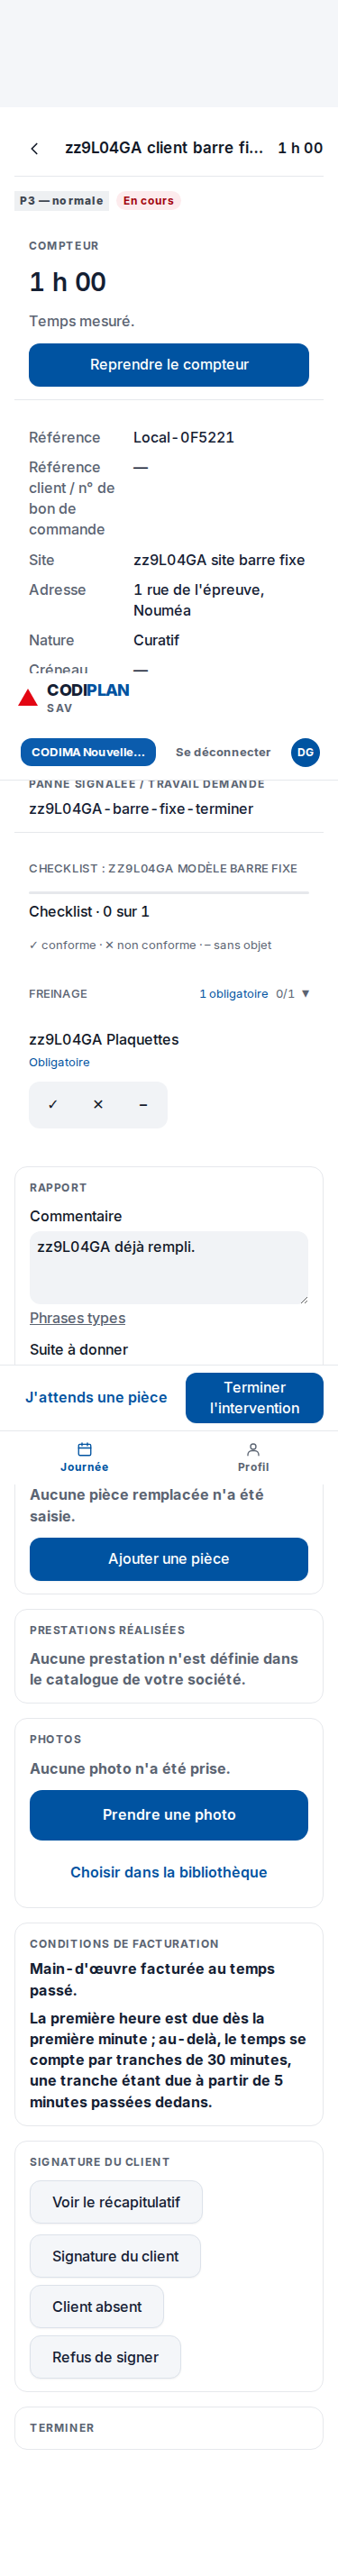 zz9L04GA client barre fi... 1 h 00
P3 — normale En cours
COMPTEUR
1 h 00
Temps mesuré.
Reprendre le compteur
Référence Local-0F5221
Référence —
client / n° de
bon de
commande
Site zz9L04GA site barre fixe
Adresse 1 rue de l'épreuve,
Nouméa
Nature Curatif
Créneau —
CODIPLAN
SAV
CODIMA Nouvelle... Se déconnecter DG
PANNE SIGNALÉE / TRAVAIL DEMANDÉ
zz9L04GA-barre-fixe-terminer
CHECKLIST : ZZ9L04GA MODÈLE BARRE FIXE
Checklist · 0 sur 1
✓ conforme · ✕ non conforme · – sans objet
FREINAGE 1 obligatoire 0/1 ▼
zz9L04GA Plaquettes
Obligatoire
✓ ✕ –
RAPPORT
Commentaire
zz9L04GA déjà rempli.
Phrases types
Suite à donner
J'attends une pièce Terminer
l'intervention
Journée Profil
Aucune pièce remplacée n'a été
saisie.
Ajouter une pièce
PRESTATIONS RÉALISÉES
Aucune prestation n'est définie dans
le catalogue de votre société.
PHOTOS
Aucune photo n'a été prise.
Prendre une photo
Choisir dans la bibliothèque
CONDITIONS DE FACTURATION
Main-d'œuvre facturée au temps
passé.
La première heure est due dès la
première minute ; au-delà, le temps se
compte par tranches de 30 minutes,
une tranche étant due à partir de 5
minutes passées dedans.
SIGNATURE DU CLIENT
Voir le récapitulatif
Signature du client
Client absent
Refus de signer
TERMINER